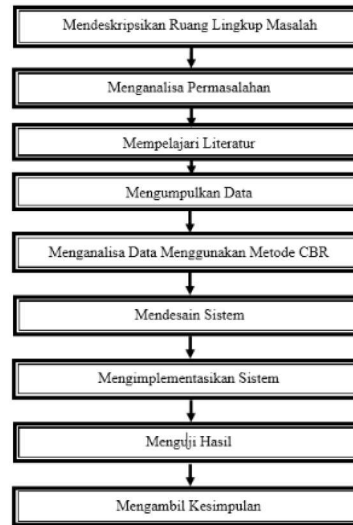 Mendeskripsikan Ruang Lingkup Masalah
Menganalisa Permasalahan
Mempelajari Literatur
Mengumpulkan Data
Menganalisa Data Menggunakan Metode CBR
Mendesain Sistem
Mengimplementasikan Sistem
Menguji Hasil
Mengambil Kesimpulan